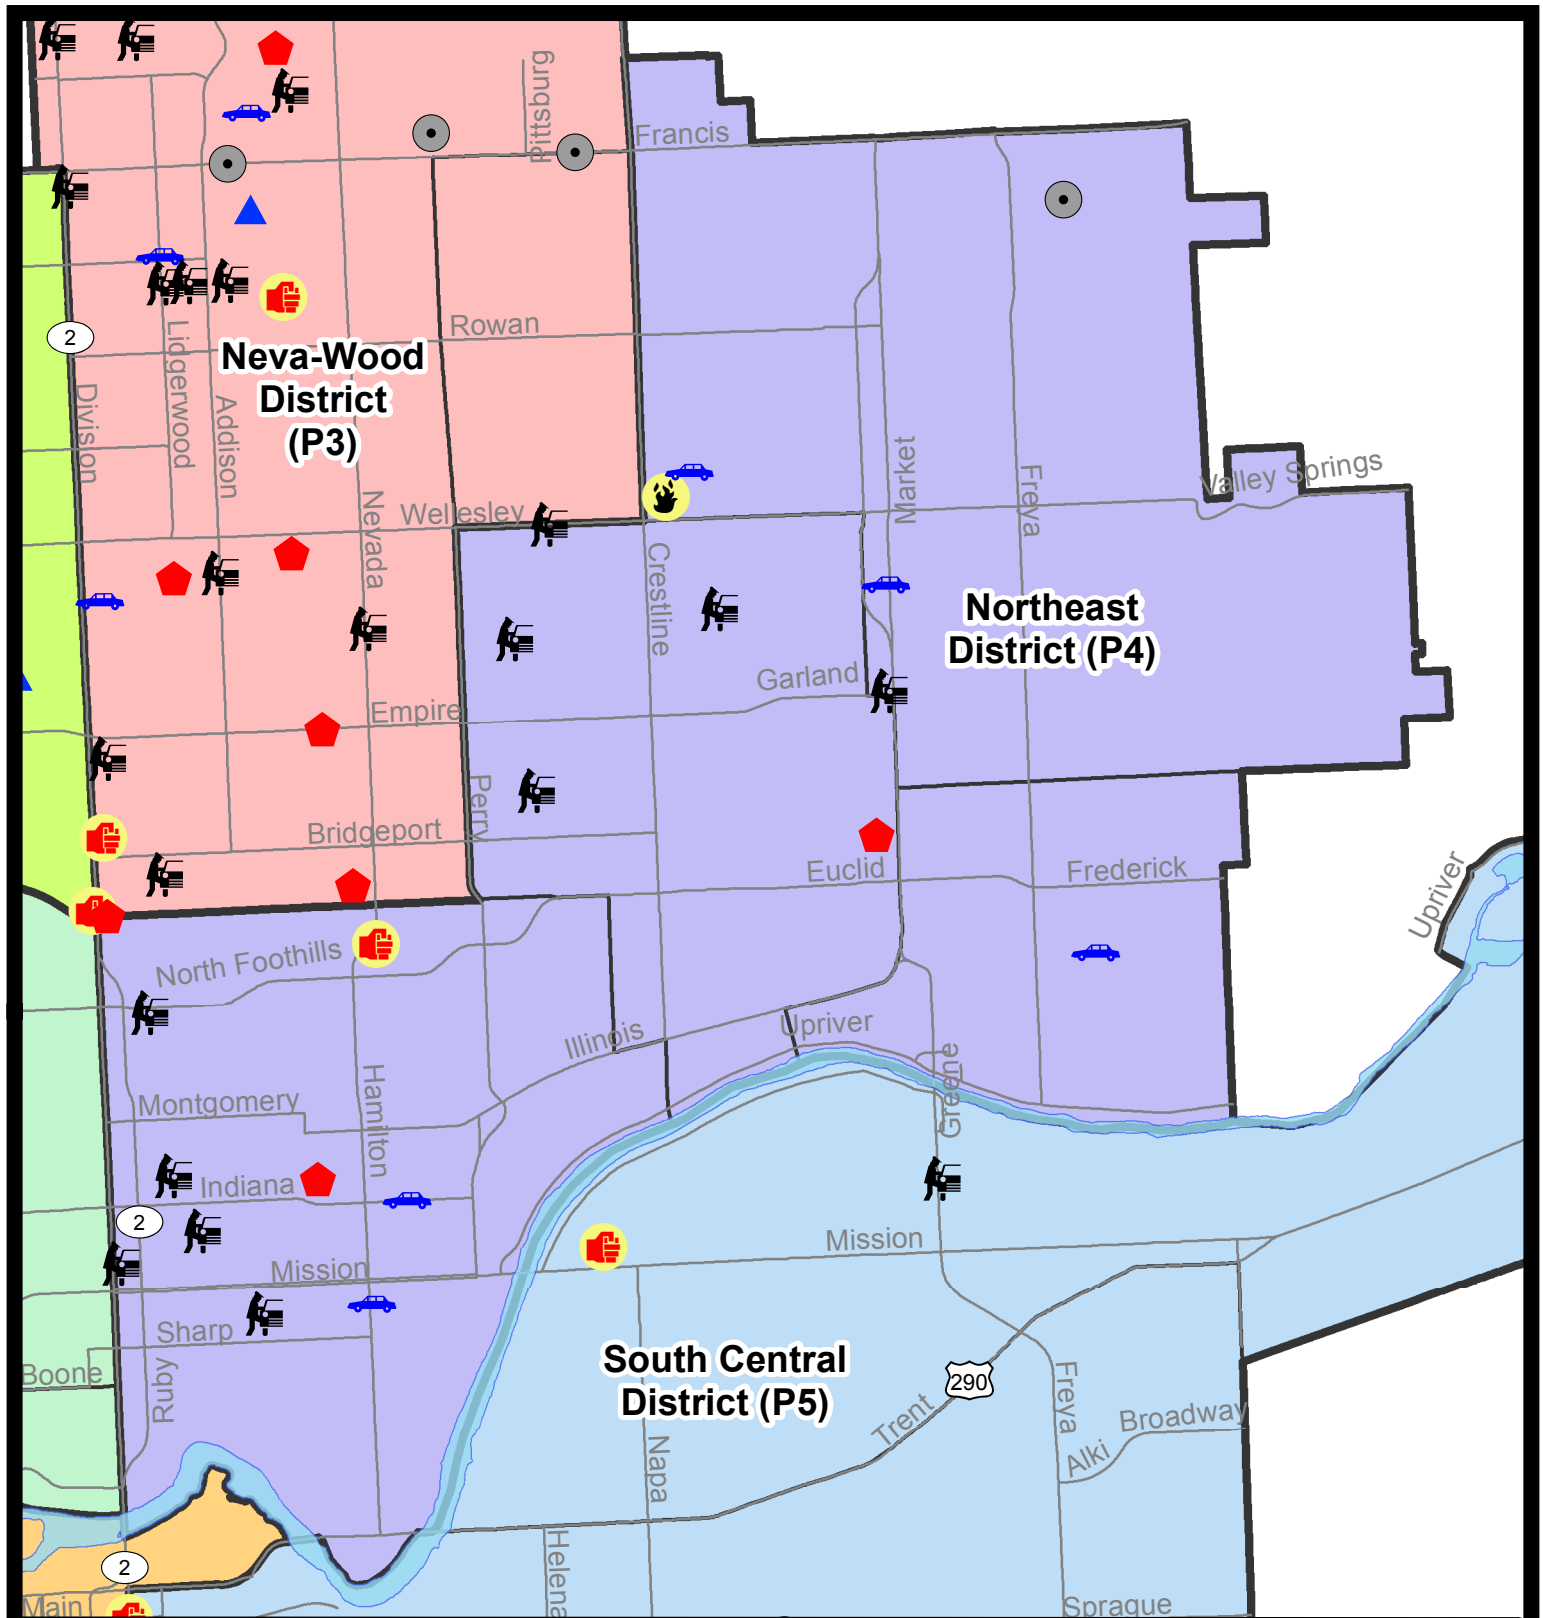 Pittsburg
Francis
2
Rowan
Neva-Wood
District
(P3)
Lidgerwood
Division
Addison
Market
Freya
Valley Springs
Nevada
Wellesley
Crestline
Northeast
District (P4)
Garland
Empire
Perry
Bridgeport
Euclid
Frederick
Upriver
North Foothills
Illinois
Upriver
Greene
Hamilton
Montgomery
Indiana
2
Mission
Mission
Sharp
Boone
Ruby
South Central
District (P5)
290
Trent
Freya
Broadway
Alki
Napa
Helena
2
Main
Sprague